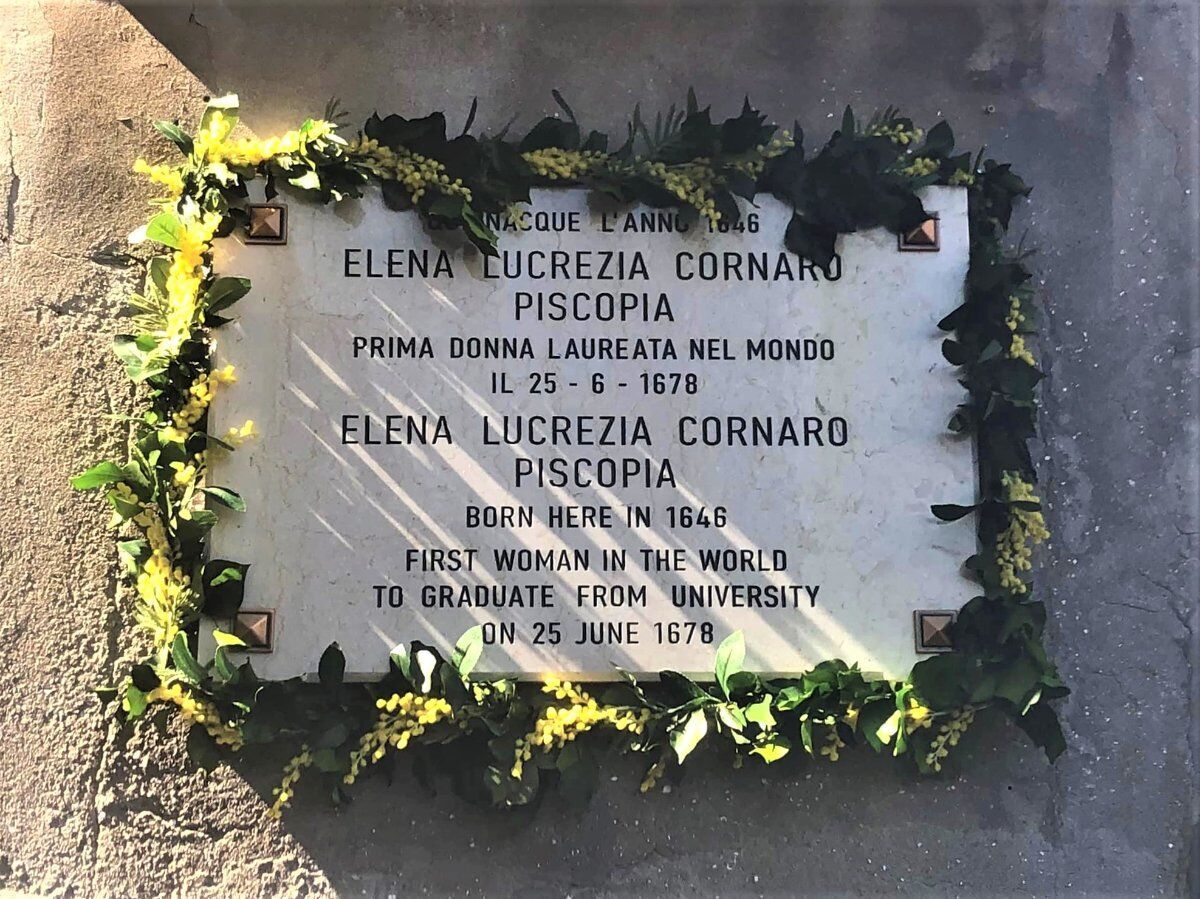 L'ANNO 1646
ELENA LUCREZIA CORNARO
PISCOPIA
PRIMA DONNA LAUREATA NEL MONDO
IL 25 - 6 - 1678
ELENA LUCREZIA CORNARO
PISCOPIA
BORN HERE IN 1646
FIRST WOMAN IN THE WORLD
TO GRADUATE FROM UNIVERSITY
ON 25 JUNE 1678